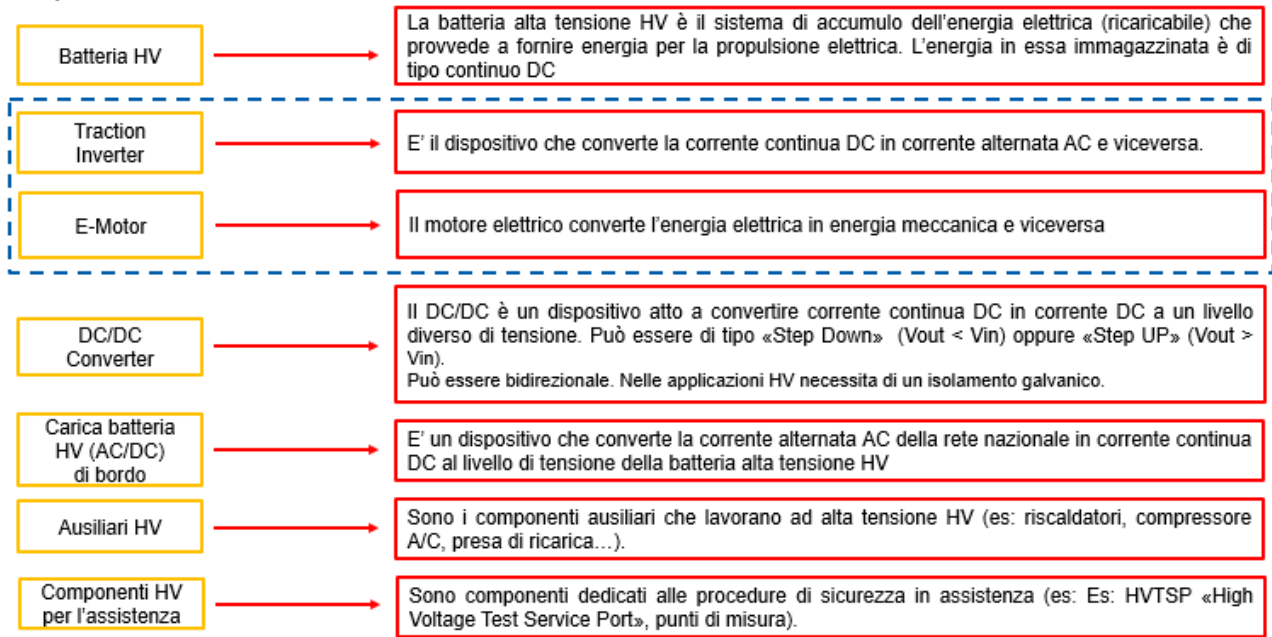 Batteria HV
La batteria alta tensione HV è il sistema di accumulo dell'energia elettrica (ricaricabile) che
provvede a fornire energia per la propulsione elettrica. L'energia in essa immagazzinata è di
tipo continuo DC
Traction
Inverter
E' il dispositivo che converte la corrente continua DC in corrente alternata AC e viceversa.
E-Motor
Il motore elettrico converte l'energia elettrica in energia meccanica e viceversa
DC/DC
Converter
Il DC/DC è un dispositivo atto a convertire corrente continua DC in corrente DC a un livello
diverso di tensione. Può essere di tipo «Step Down» (Vout < Vin) oppure «Step UP» (Vout >
Vin).
Può essere bidirezionale. Nelle applicazioni HV necessita di un isolamento galvanico.
Carica batteria
HV (AC/DC)
di bordo
E' un dispositivo che converte la corrente alternata AC della rete nazionale in corrente continua
DC al livello di tensione della batteria alta tensione HV
Ausiliari HV
Sono i componenti ausiliari che lavorano ad alta tensione HV (es: riscaldatori, compressore
A/C, presa di ricarica…).
Componenti HV
per l'assistenza
Sono componenti dedicati alle procedure di sicurezza in assistenza (es: Es: HVTSP «High
Voltage Test Service Port», punti di misura).